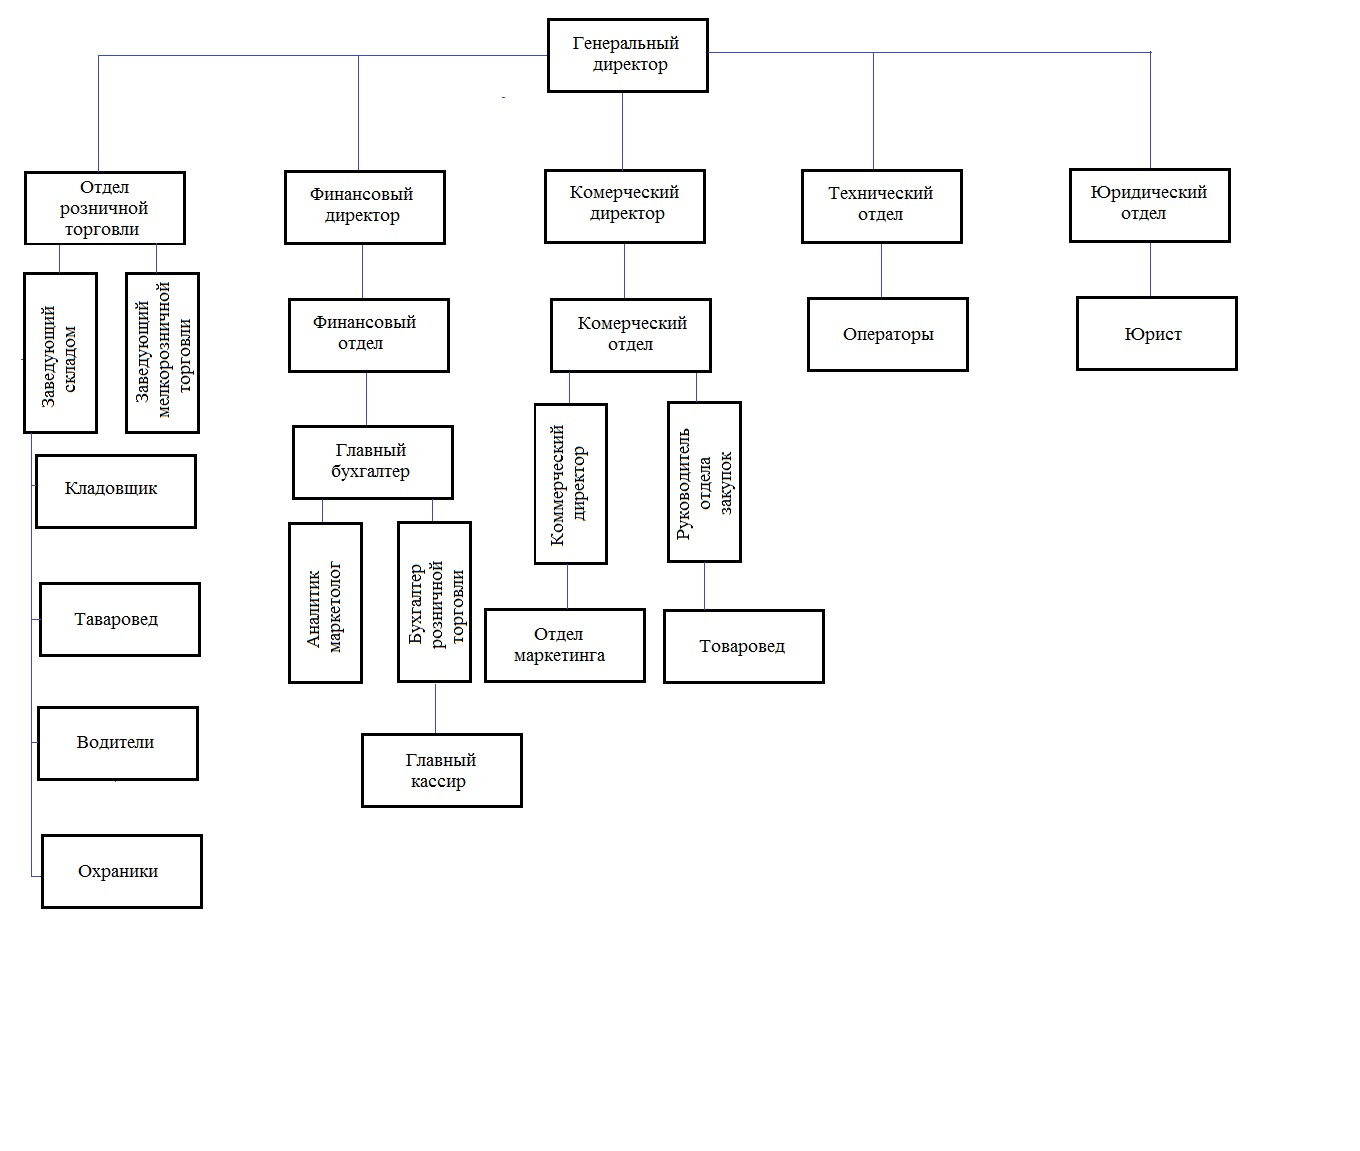 Генеральный
директор
Отдел
розничной
торговли
Финансовый
директор
Комерческий
директор
Технический
отдел
Юридический
отдел
Заведующий
складом
Заведующий
мелкорозничной
торговли
Финансовый
отдел
Комерческий
отдел
Операторы
Юрист
Главный
бухгалтер
Коммерческий
директор
Руководитель
отдела
закупок
Кладовщик
Аналитик
маркетолог
Бухгалтер
розничной
торговли
Таваровед
Отдел
маркетинга
Товаровед
Водители
Главный
кассир
Охраники